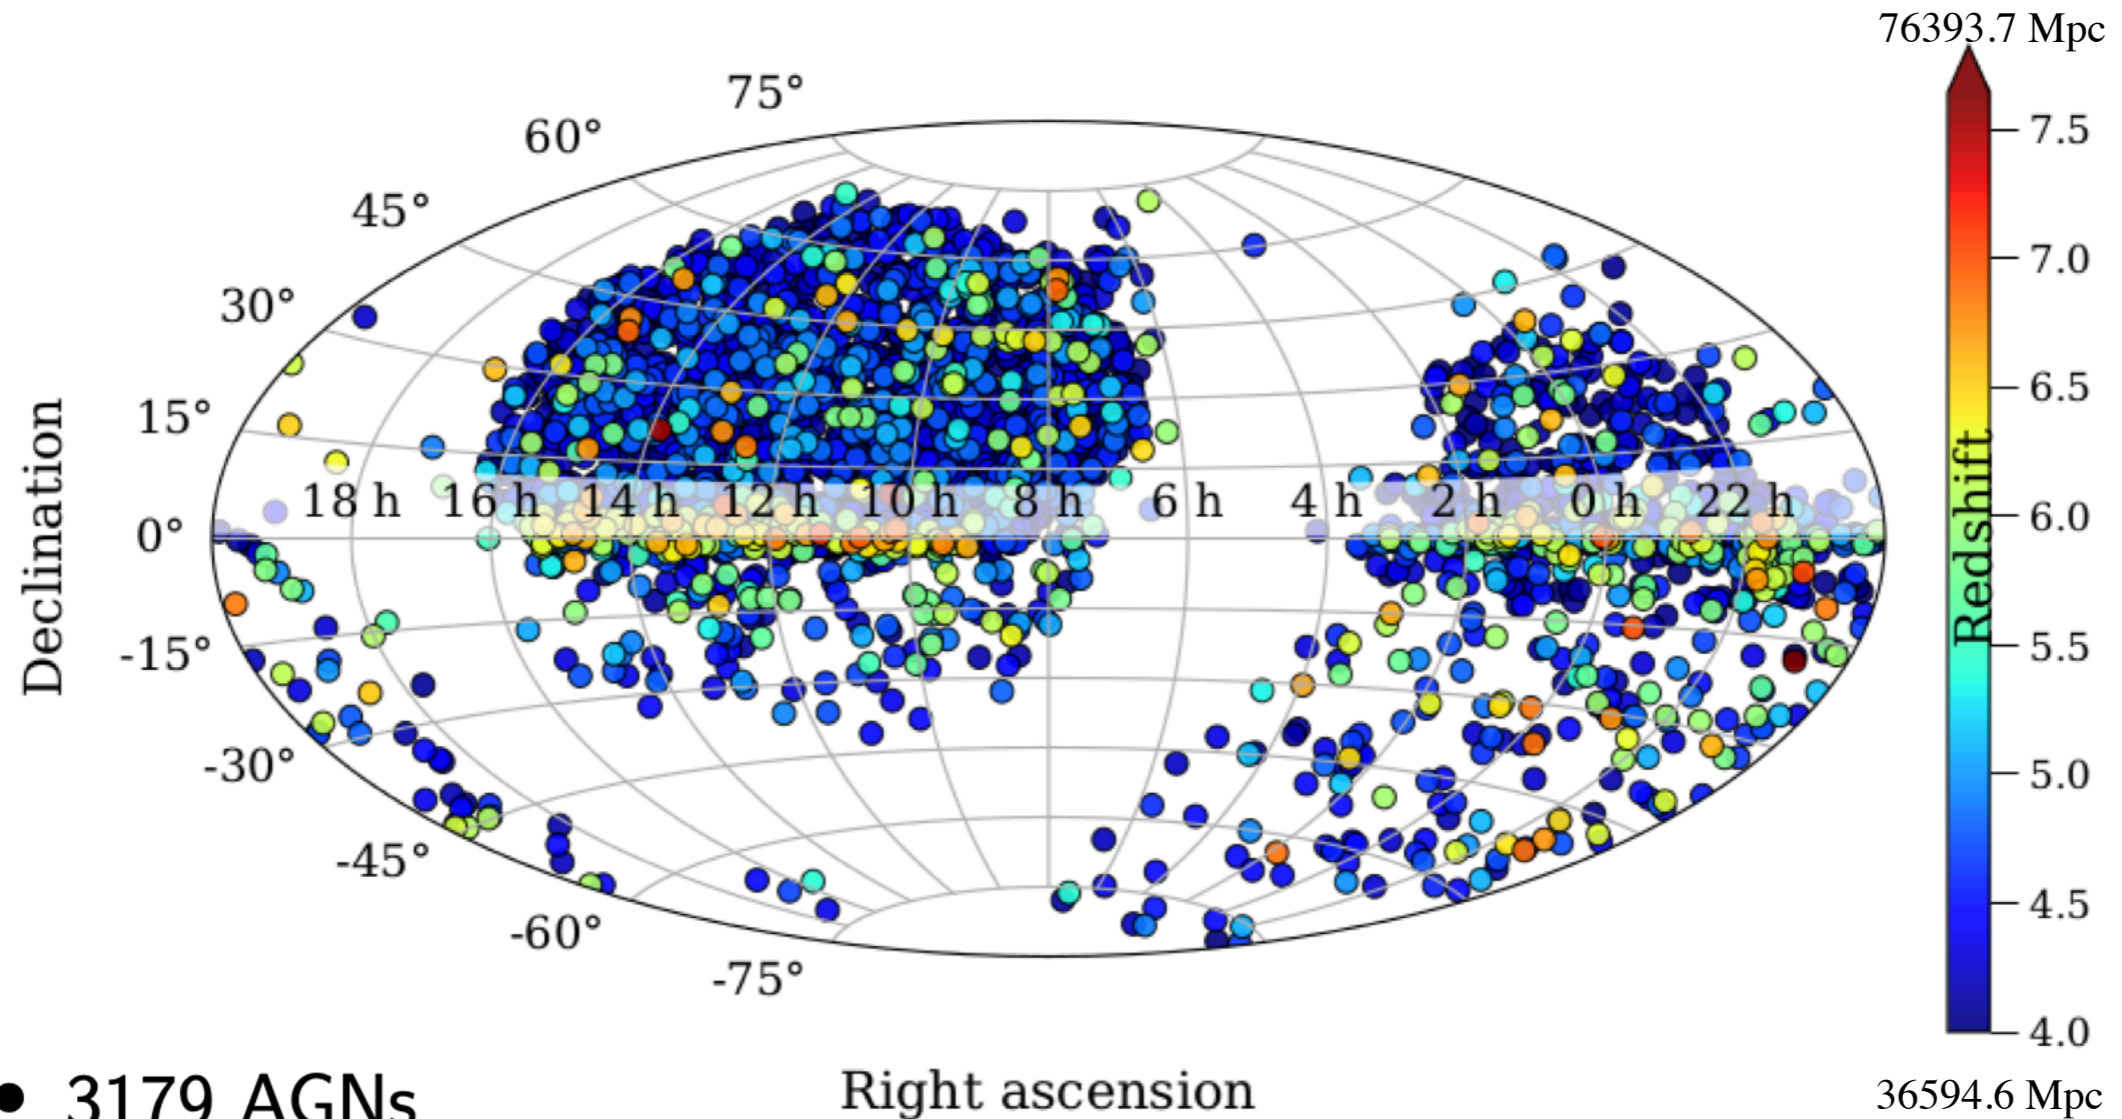 76393.7 Mpc
75°
60°
45°
30°
15°
0°
-15°
-30°
-45°
-60°
-75°
18 h 16 h 14 h 12 h 10 h 8 h 6 h 4 h 2 h 0 h 22 h
Declination
Right ascension
7.5
7.0
6.5
6.0
5.5
5.0
4.5
4.0
Redshift
36594.6 Mpc
• 3179 AGNs